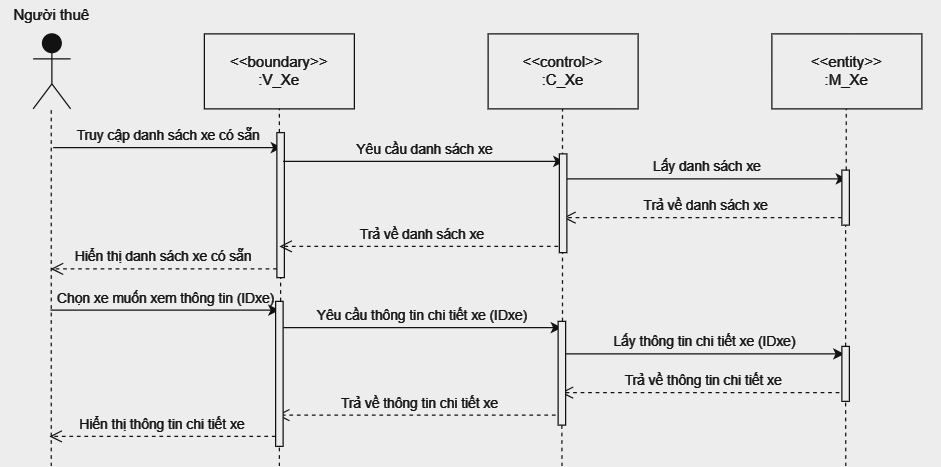 Người thuê
<<boundary>>
:V_Xe
<<control>>
:C_Xe
<<entity>>
:M_Xe
Truy cập danh sách xe có sẵn
Yêu cầu danh sách xe
Lấy danh sách xe
Trả về danh sách xe
Trả về danh sách xe
Hiển thị danh sách xe có sẵn
Chọn xe muốn xem thông tin (IDxe)
Yêu cầu thông tin chi tiết xe (IDxe)
Lấy thông tin chi tiết xe (IDxe)
Trả về thông tin chi tiết xe
Trả về thông tin chi tiết xe
Hiển thị thông tin chi tiết xe